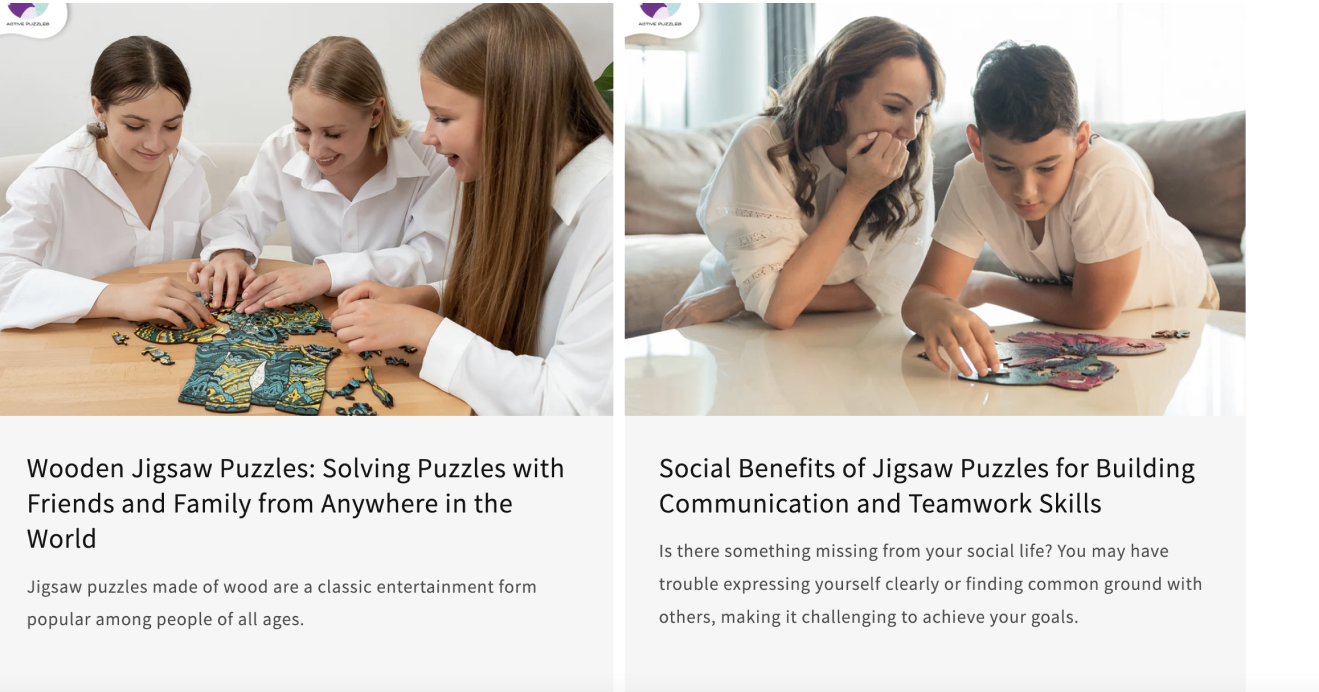 ACTIVE PUZZLES
ACTIVE PUZZLES
Wooden Jigsaw Puzzles: Solving Puzzles with
Friends and Family from Anywhere in the
World
Jigsaw puzzles made of wood are a classic entertainment form
popular among people of all ages.
Social Benefits of Jigsaw Puzzles for Building
Communication and Teamwork Skills
Is there something missing from your social life? You may have
trouble expressing yourself clearly or finding common ground with
others, making it challenging to achieve your goals.